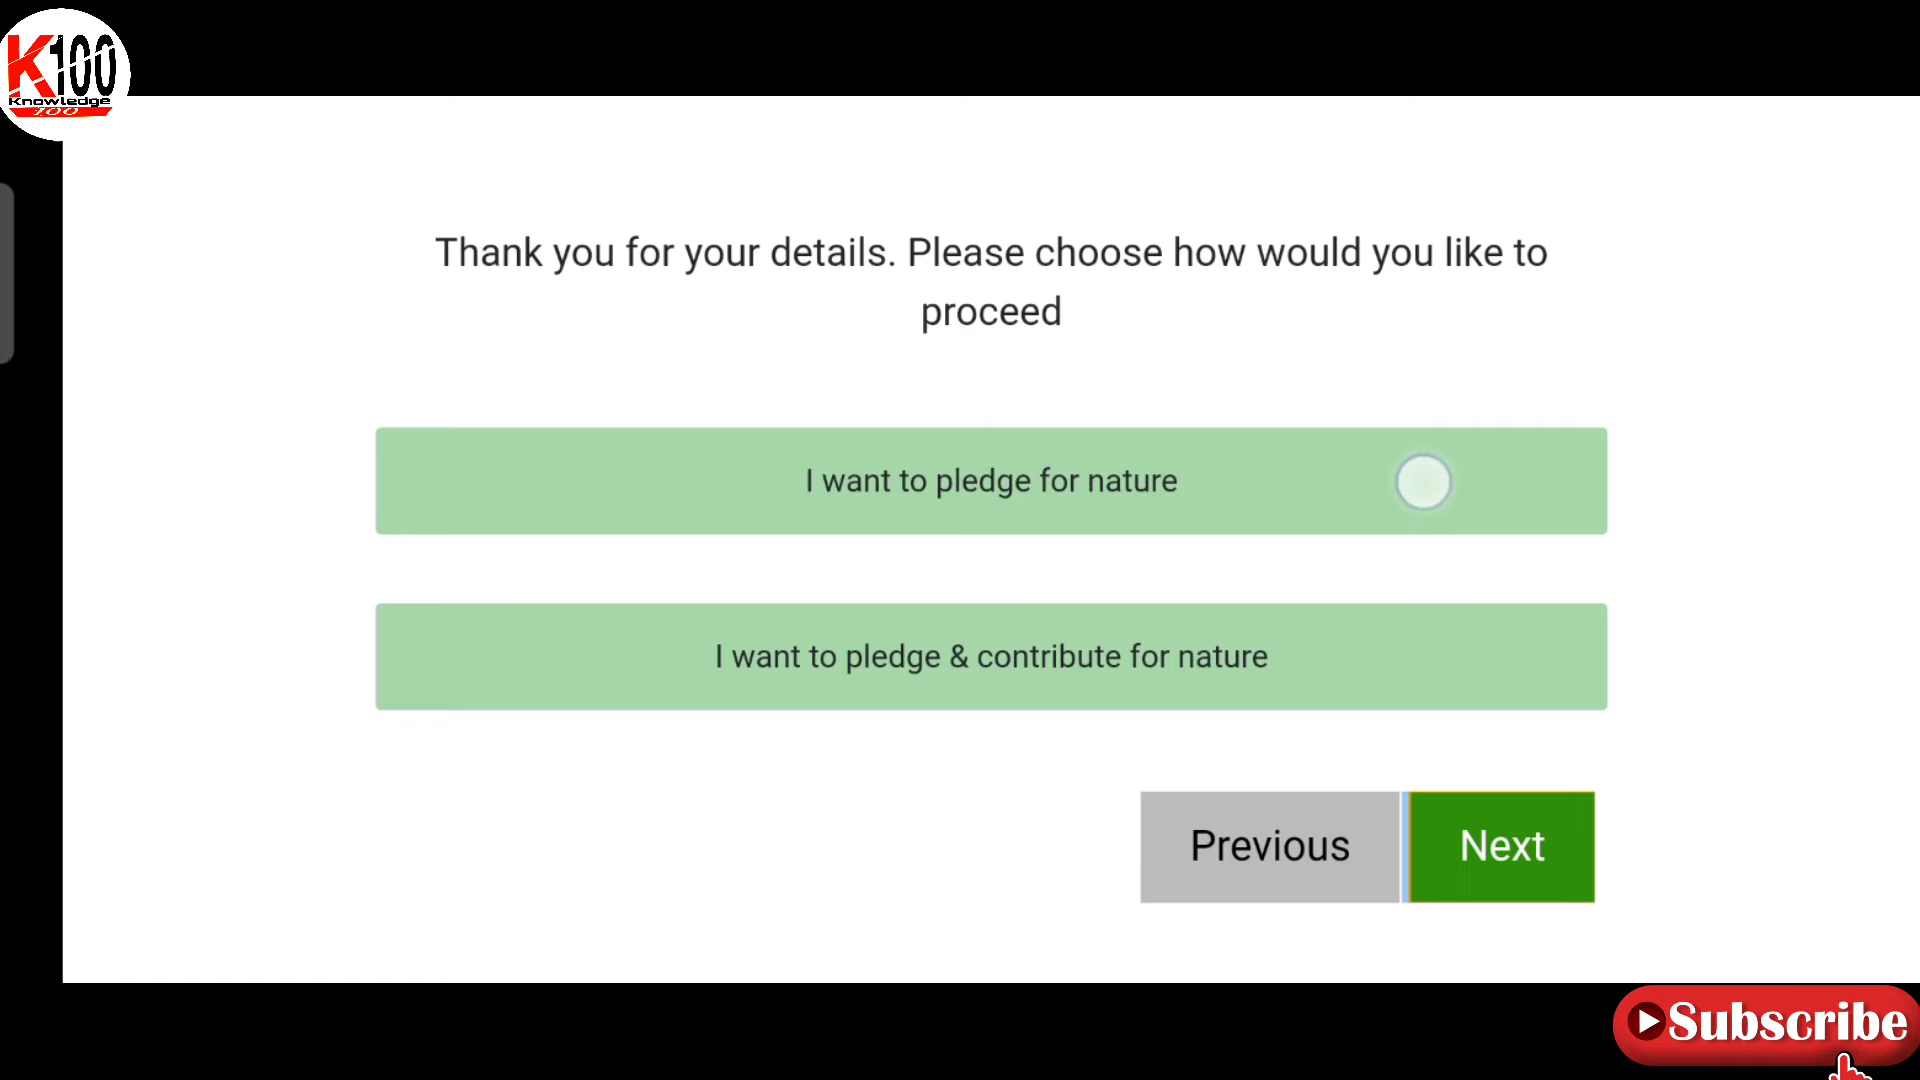 K100
Knowledge
100
Thank you for your details. Please choose how would you like to
proceed
I want to pledge for nature
I want to pledge & contribute for nature
Previous
Next
Subscribe